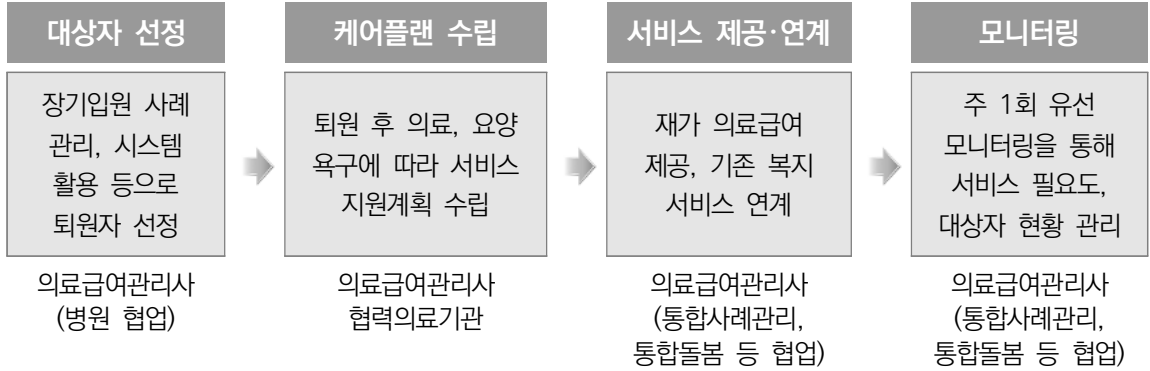 대상자 선정
장기입원 사례
관리, 시스템
활용 등으로
퇴원자 선정
의료급여관리사
(병원 협업)
케어플랜 수립
퇴원 후 의료, 요양
욕구에 따라 서비스
지원계획 수립
의료급여관리사
협력의료기관
서비스 제공·연계
재가 의료급여
제공, 기존 복지
서비스 연계
의료급여관리사
(통합사례관리,
통합돌봄 등 협업)
모니터링
주 1회 유선
모니터링을 통해
서비스 필요도,
대상자 현황 관리
의료급여관리사
(통합사례관리,
통합돌봄 등 협업)